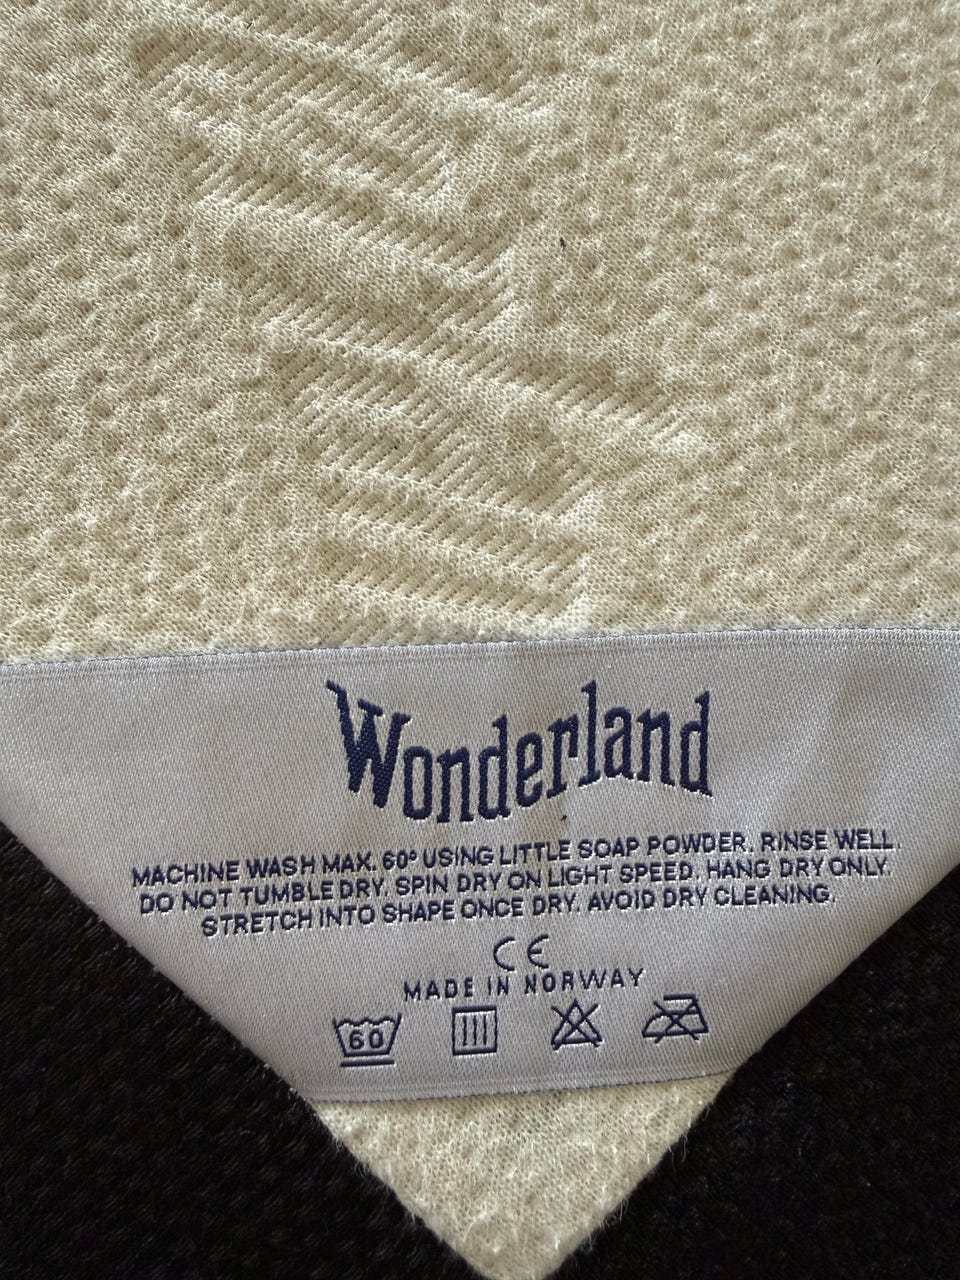 Wonderland
MACHINE WASH MAX. 60° USING LITTLE SOAP POWDER. RINSE WELL.
DO NOT TUMBLE DRY. SPIN DRY ON LIGHT SPEED. HANG DRY ONLY.
STRETCH INTO SHAPE ONCE DRY. AVOID DRY CLEANING.
CE
MADE IN NORWAY
60